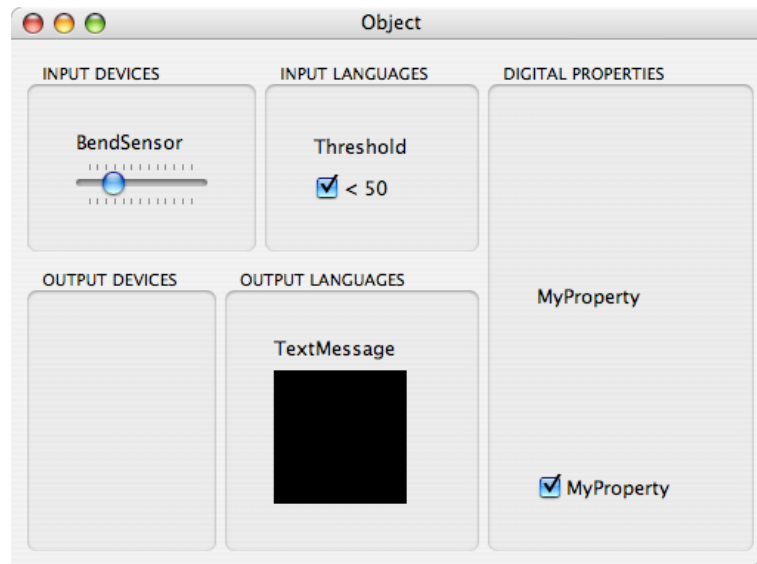 Object
INPUT DEVICES
INPUT LANGUAGES
DIGITAL PROPERTIES
BendSensor
Threshold
< 50
OUTPUT DEVICES
OUTPUT LANGUAGES
MyProperty
TextMessage
MyProperty